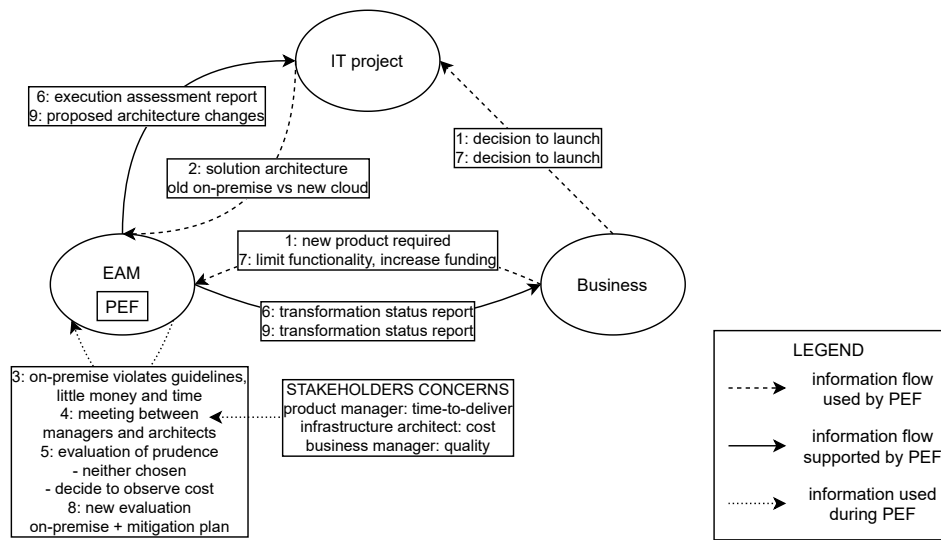 IT project
6: execution assessment report
9: proposed architecture changes
1: decision to launch
7: decision to launch
2: solution architecture
old on-premise vs new cloud
1: new product required
7: limit functionality, increase funding
EAM
PEF
Business
6: transformation status report
9: transformation status report
3: on-premise violates guidelines,
little money and time
4: meeting between
managers and architects
5: evaluation of prudence
- neither chosen
- decide to observe cost
8: new evaluation
on-premise + mitigation plan
STAKEHOLDERS CONCERNS
product manager: time-to-deliver
infrastructure architect: cost
business manager: quality
LEGEND
information flow
used by PEF
information flow
supported by PEF
information used
during PEF